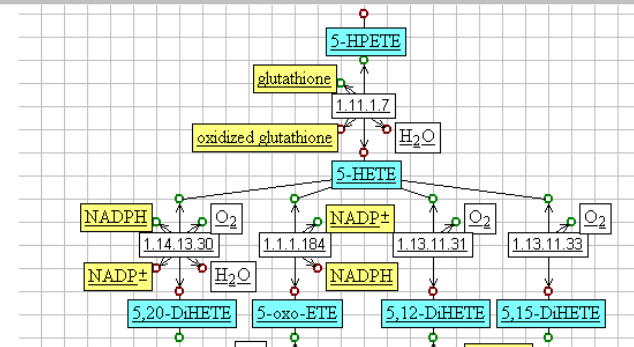 5-HPETE
glutathione
1.11.1.7
oxidized glutathione
H2O
5-HETE
NADPH
O2
NADP±
O2
O2
1.14.13.30
1.1.1.184
1.13.11.31
1.13.11.33
NADP±
H2O
NADPH
5,20-DiHETE
5-oxo-ETE
5,12-DiHETE
5,15-DiHETE